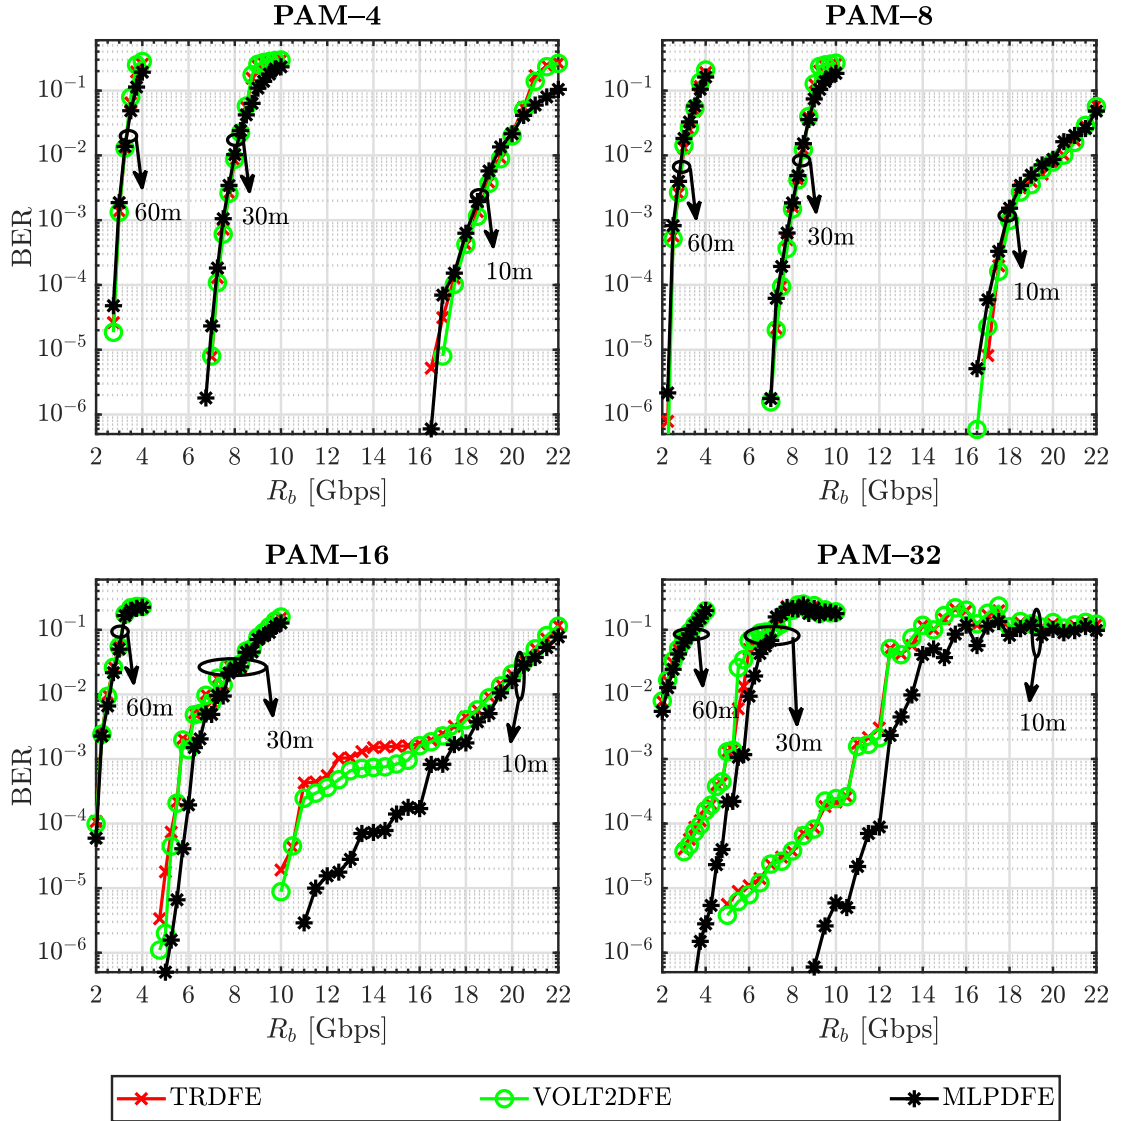 PAM–4
BER
10^{-1}
10^{-2}
10^{-3}
10^{-4}
10^{-5}
10^{-6}
60m
30m
10m
2 4 6 8 10 12 14 16 18 20 22
R_b [Gbps]
PAM–8
10^{-1}
10^{-2}
10^{-3}
10^{-4}
10^{-5}
10^{-6}
60m
30m
10m
2 4 6 8 10 12 14 16 18 20 22
R_b [Gbps]
PAM–16
BER
10^{-1}
10^{-2}
10^{-3}
10^{-4}
10^{-5}
10^{-6}
60m
30m
10m
2 4 6 8 10 12 14 16 18 20 22
R_b [Gbps]
PAM–32
10^{-1}
10^{-2}
10^{-3}
10^{-4}
10^{-5}
10^{-6}
60m
30m
10m
2 4 6 8 10 12 14 16 18 20 22
R_b [Gbps]
TRDFE VOLT2DFE MLPDFE